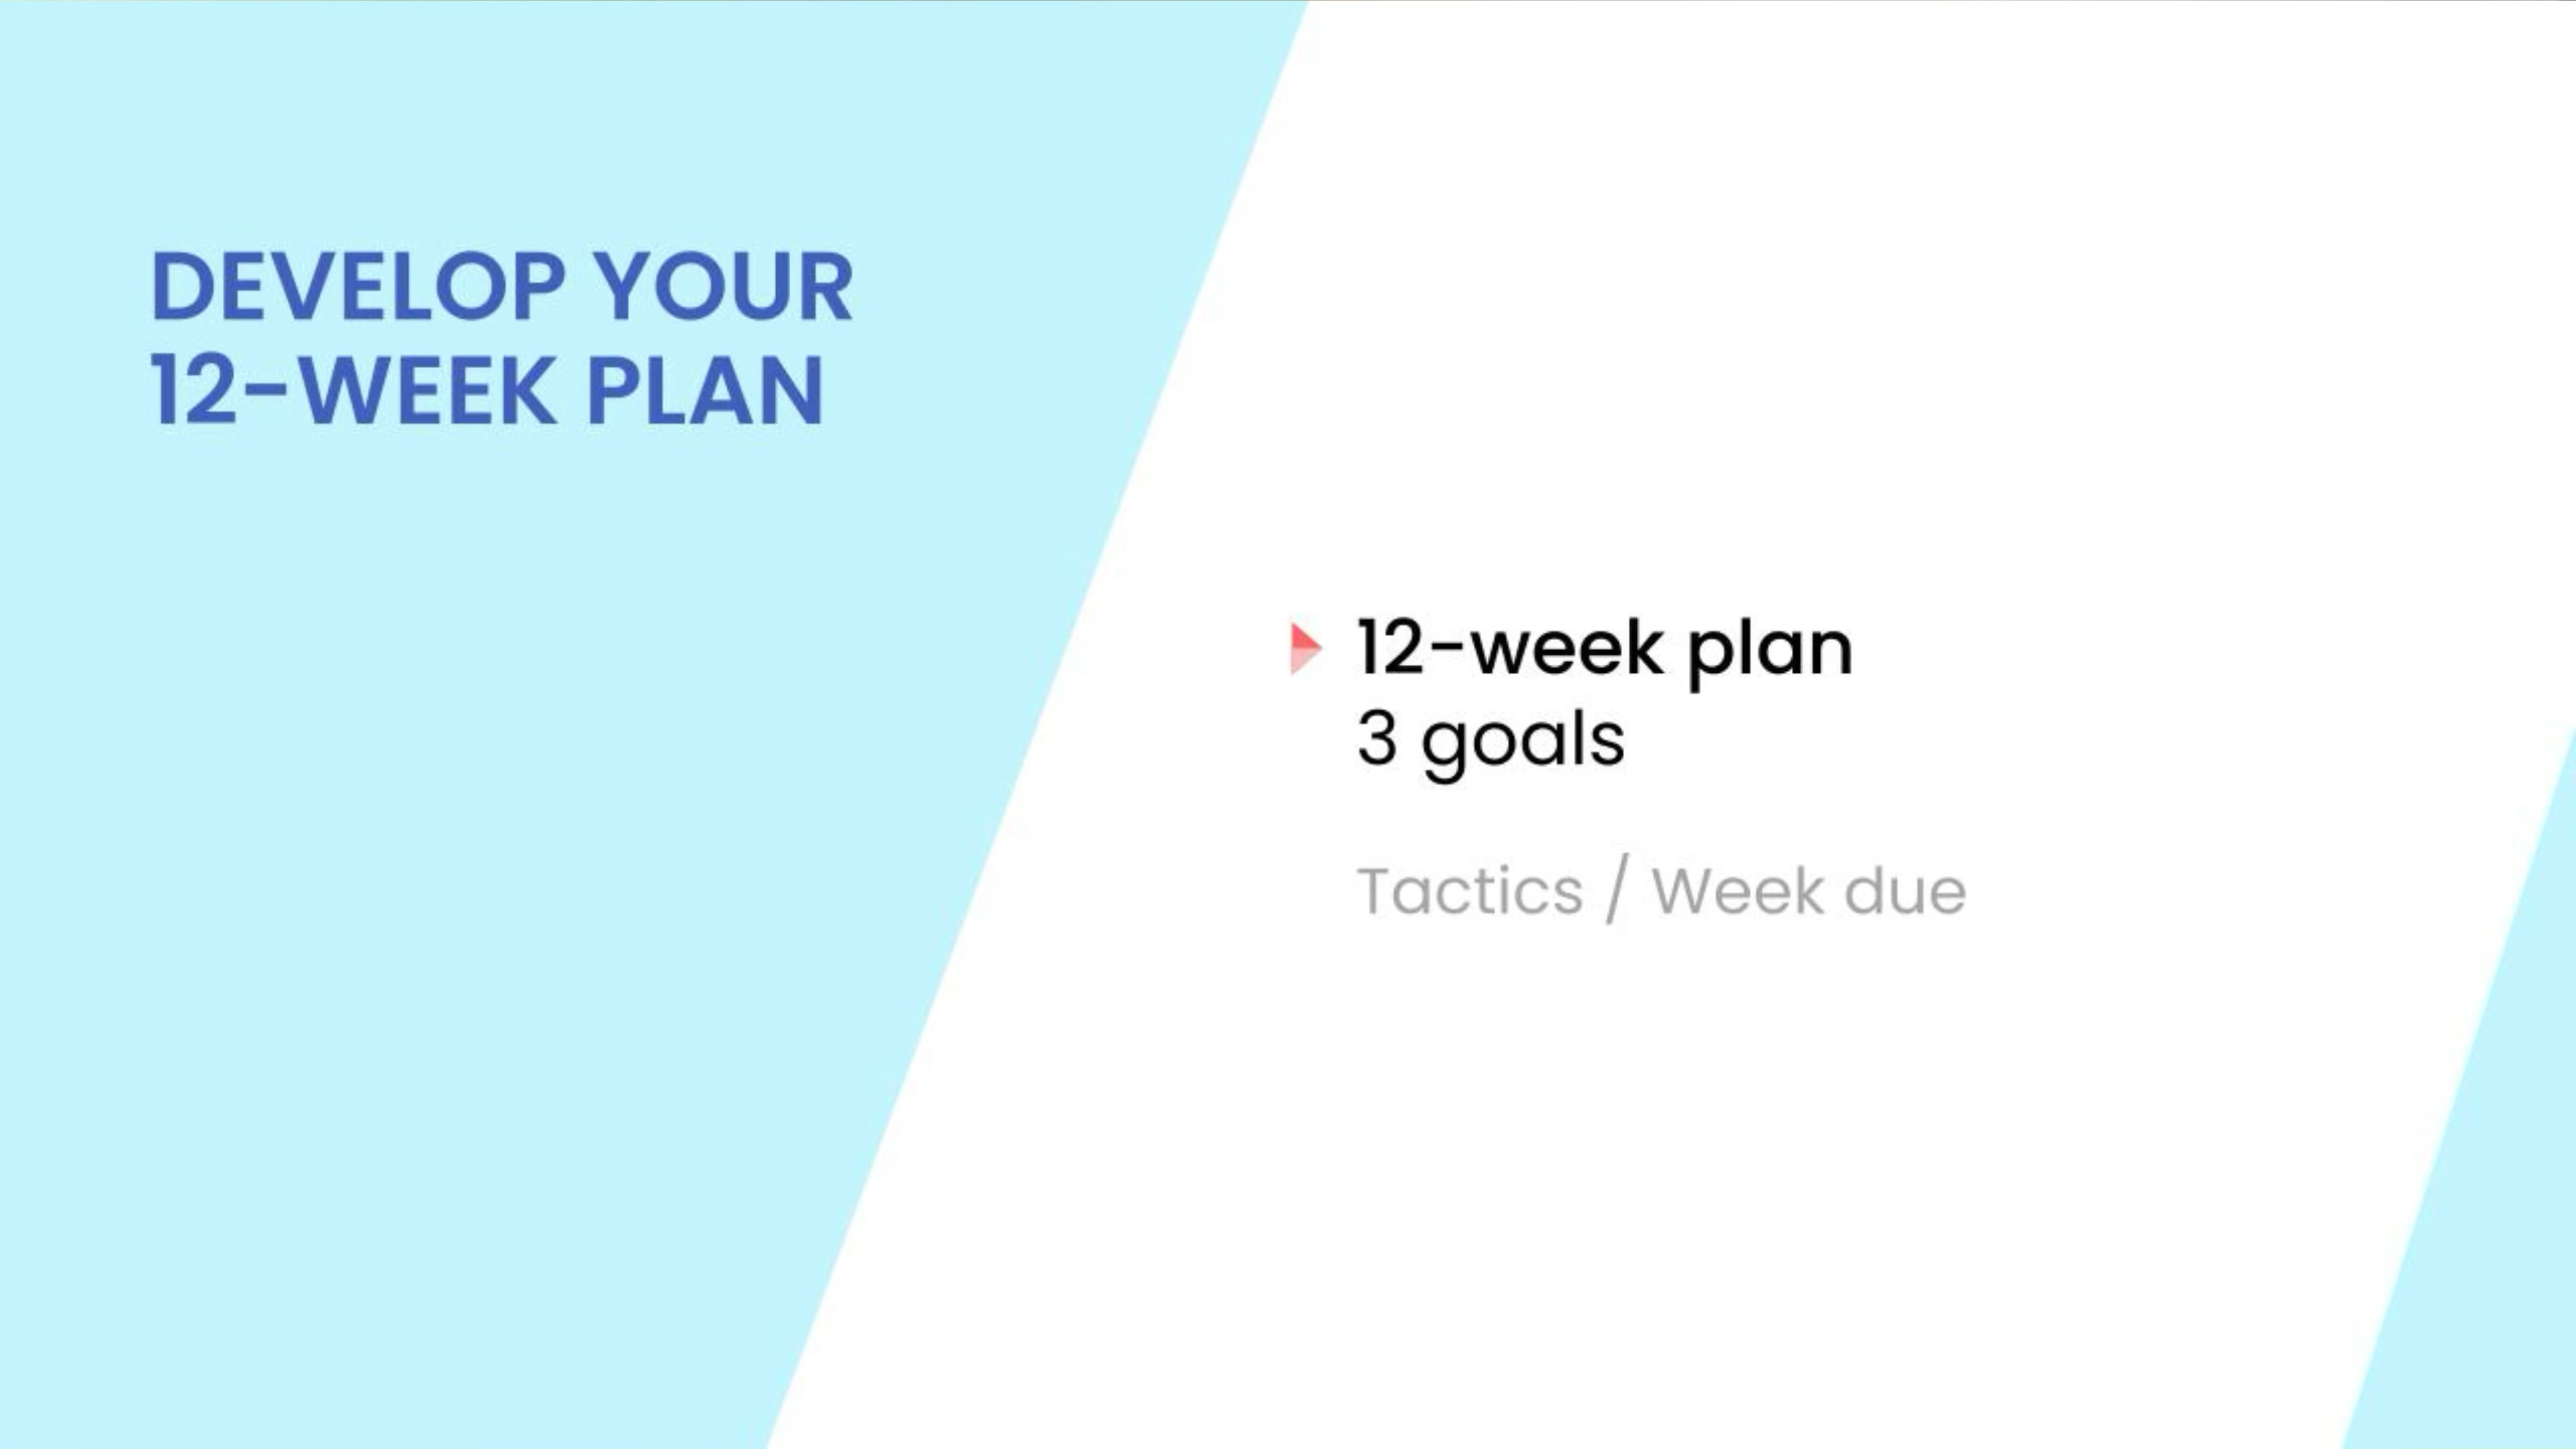 DEVELOP YOUR
12-WEEK PLAN
12-week plan
3 goals
Tactics / Week due